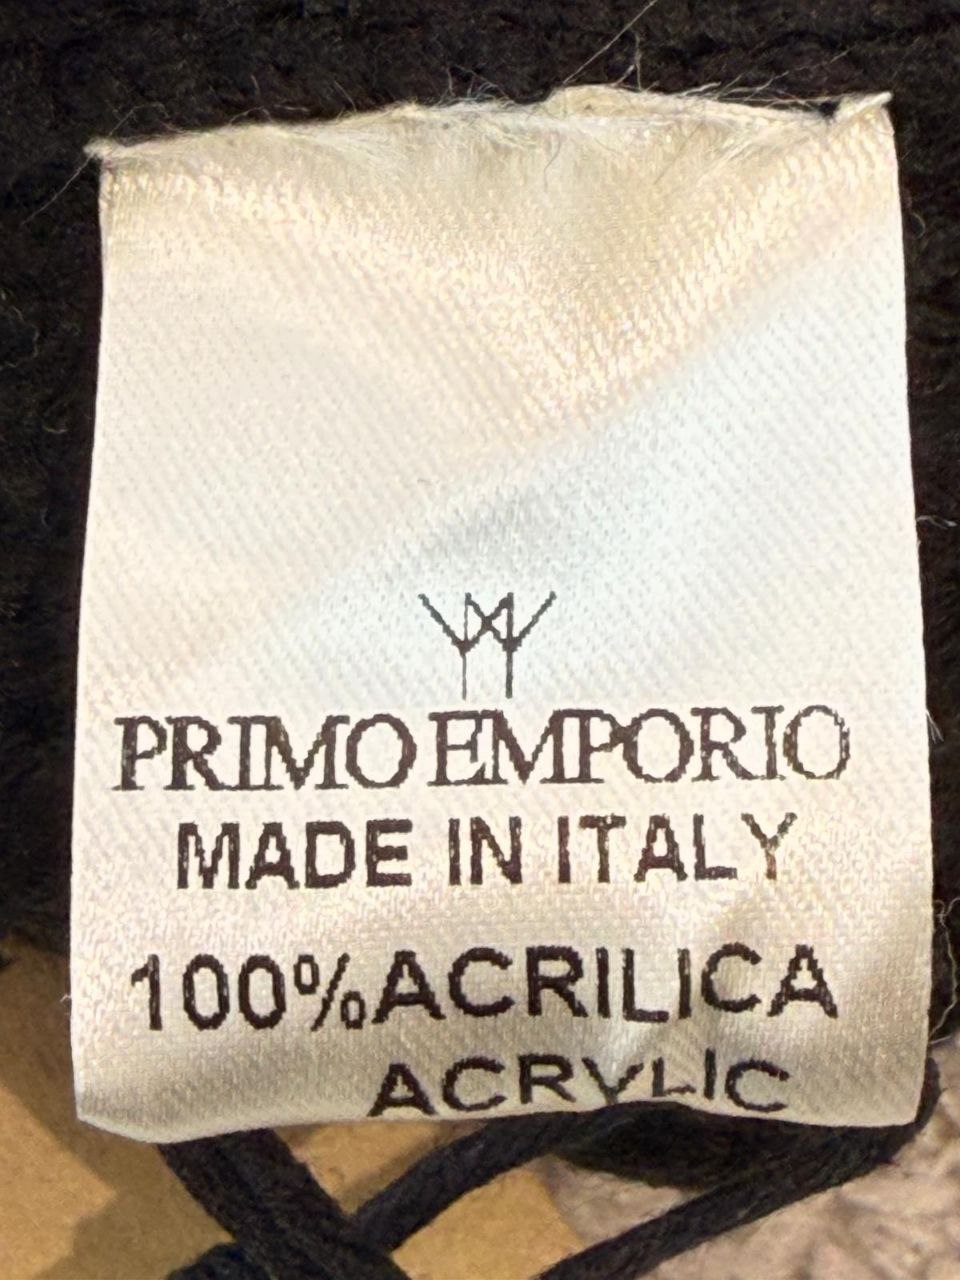 PRIMO EMPORIO
MADE IN ITALY
100% ACRILICA
ACRYLIC